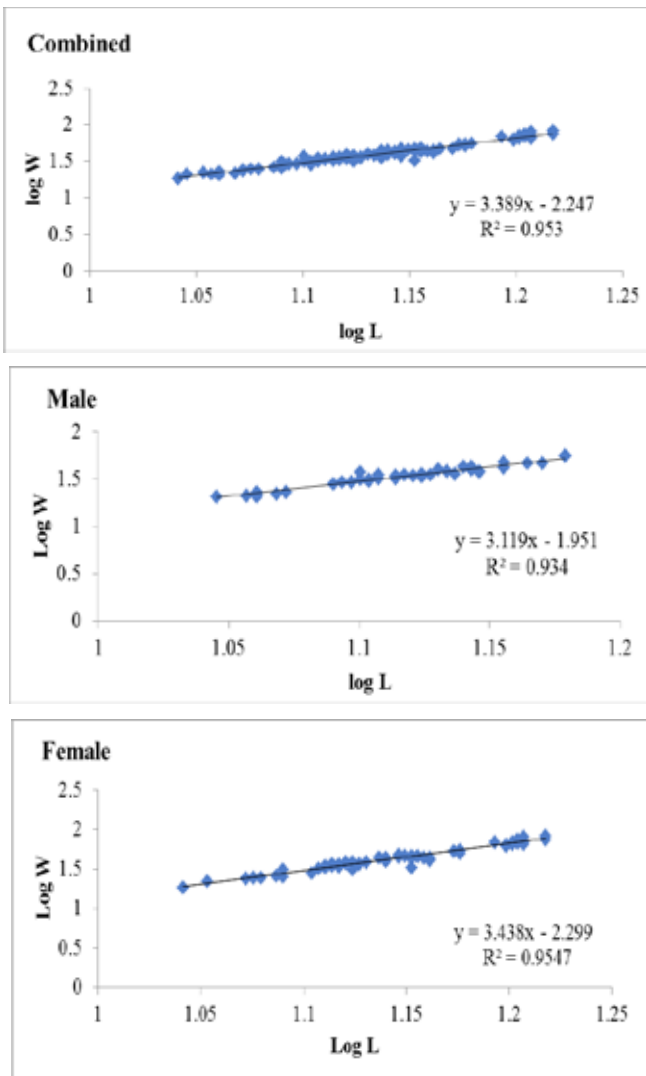 Combined
2.5
2
1.5
1
0.5
0
log W
y = 3.389x - 2.247
R² = 0.953
1 1.05 1.1 1.15 1.2 1.25
log L
Male
2
1.5
1
0.5
0
Log W
y = 3.119x - 1.951
R² = 0.934
1 1.05 1.1 1.15 1.2
log L
Female
2.5
2
1.5
1
0.5
0
Log W
y = 3.438x - 2.299
R² = 0.9547
1 1.05 1.1 1.15 1.2 1.25
Log L